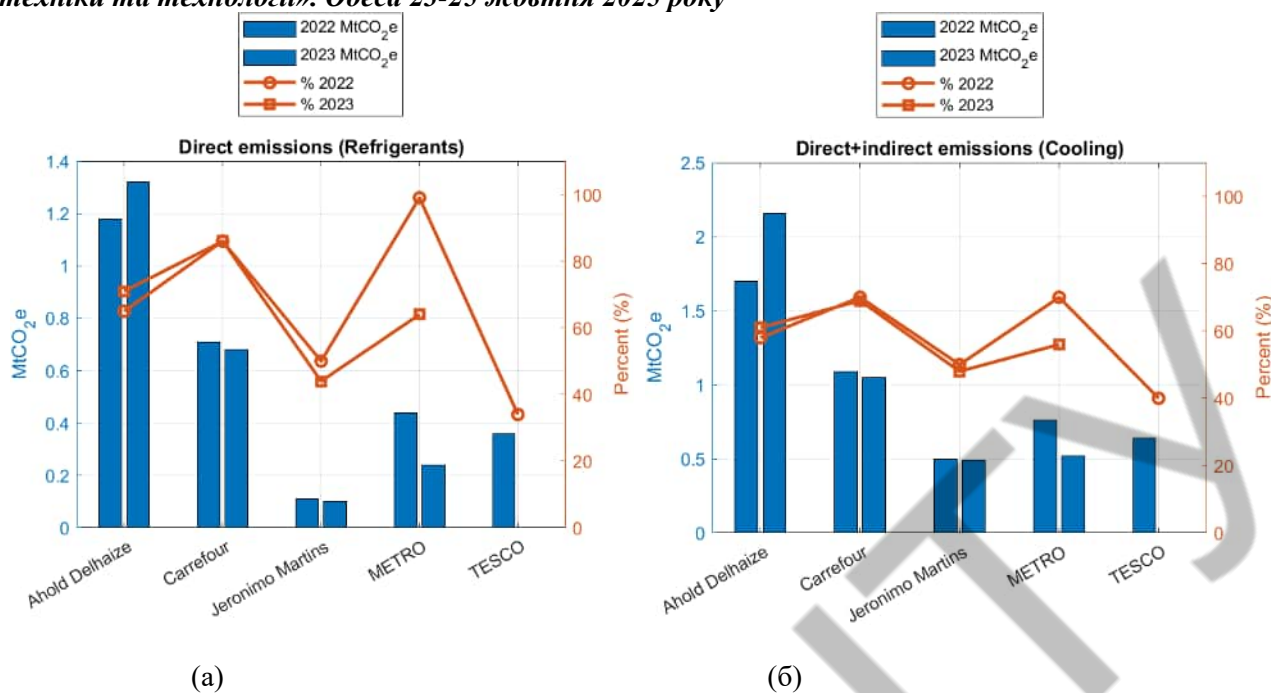 техніки та технології». Одеса 23-25 жовтня 2025 року
2022 MtCO2e
2023 MtCO2e
% 2022
% 2023
Direct emissions (Refrigerants)
1.4
1.2
1
0.8
0.6
0.4
0.2
0
MtCO2e
100
80
60
40
20
0
Percent (%)
Ahold Delhaize
Carrefour
Jeronimo Martins
METRO
TESCO
(а)
2022 MtCO2e
2023 MtCO2e
% 2022
% 2023
Direct+indirect emissions (Cooling)
2.5
2
1.5
1
0.5
0
MtCO2e
100
80
60
40
20
0
Percent (%)
Ahold Delhaize
Carrefour
Jeronimo Martins
METRO
TESCO
(б)